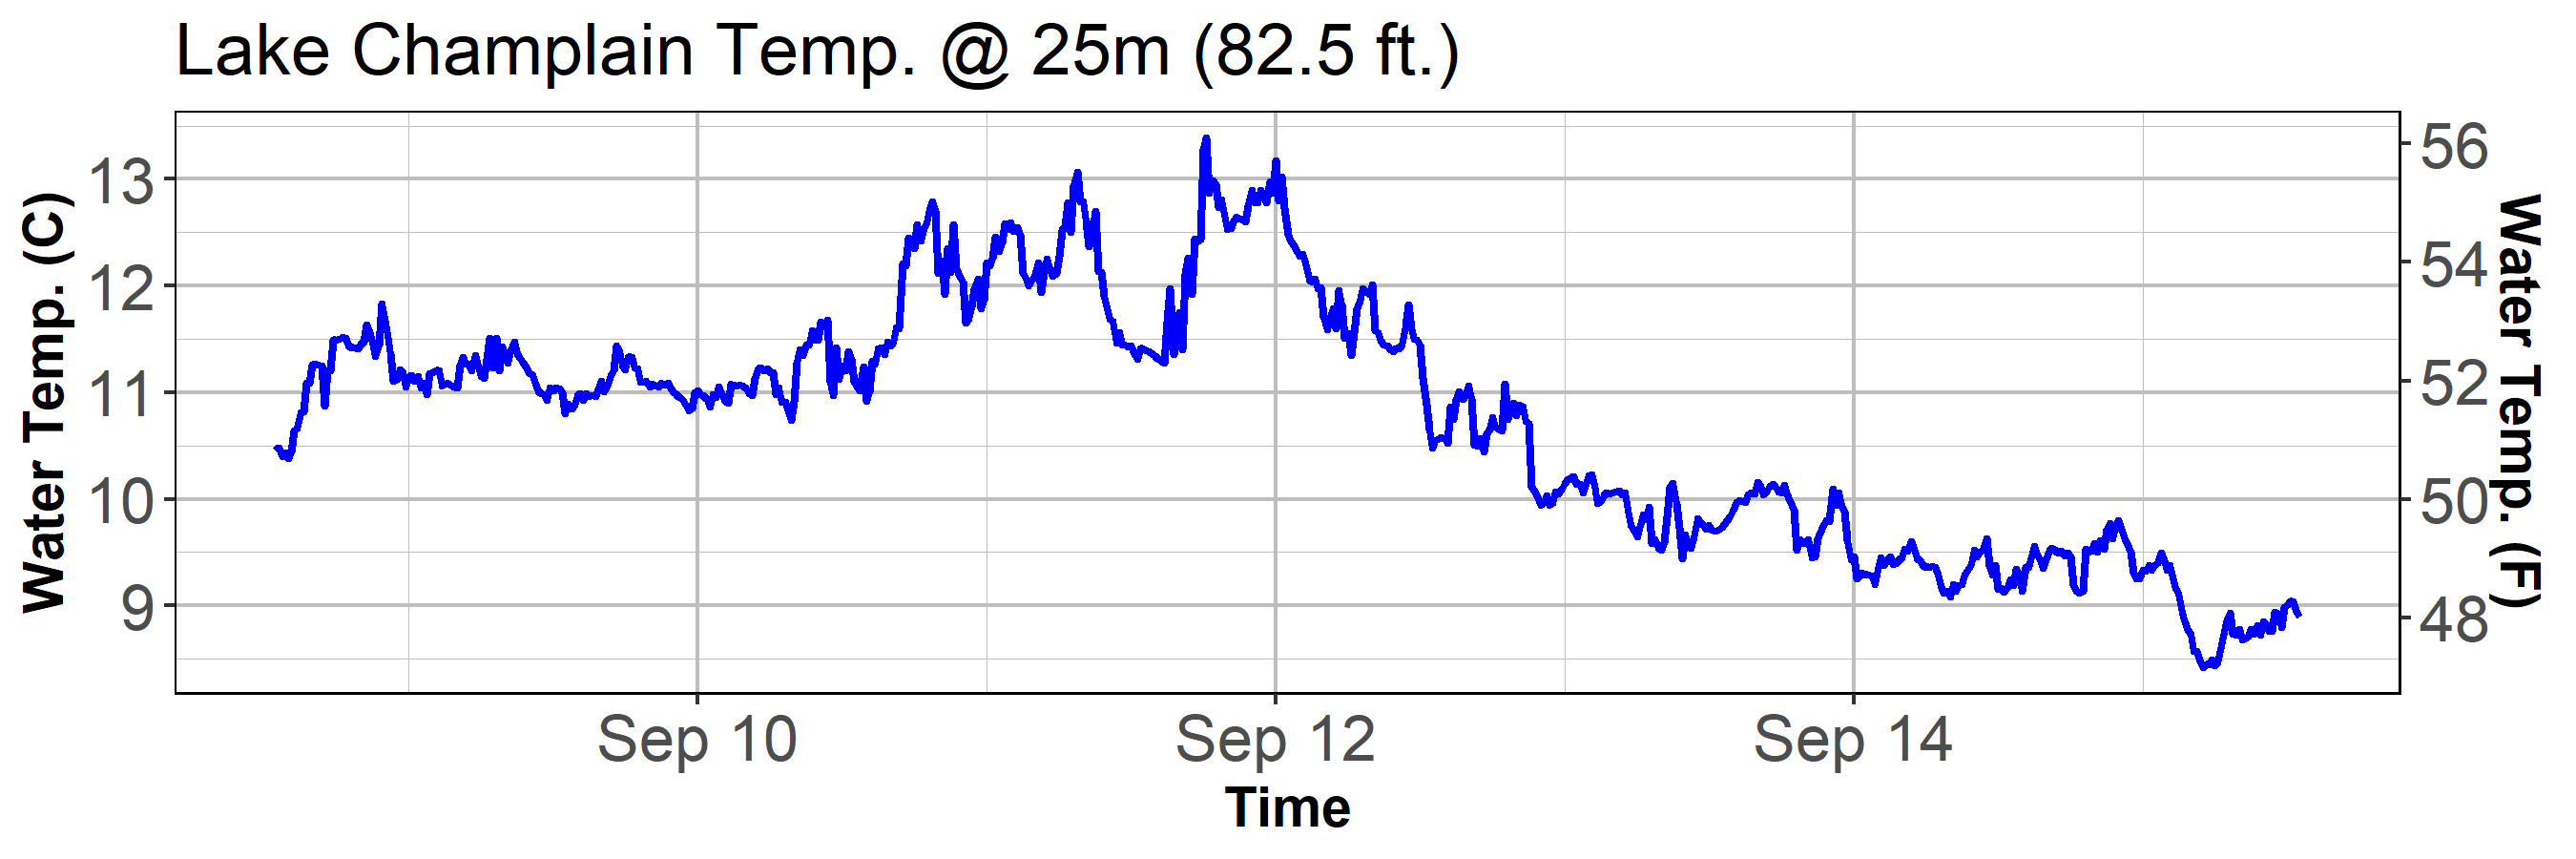 Lake Champlain Temp. @ 25m (82.5 ft.)
Water Temp. (C)
13
12
11
10
9
56
54
52
50
48
Water Temp. (F)
Sep 10
Sep 12
Sep 14
Time